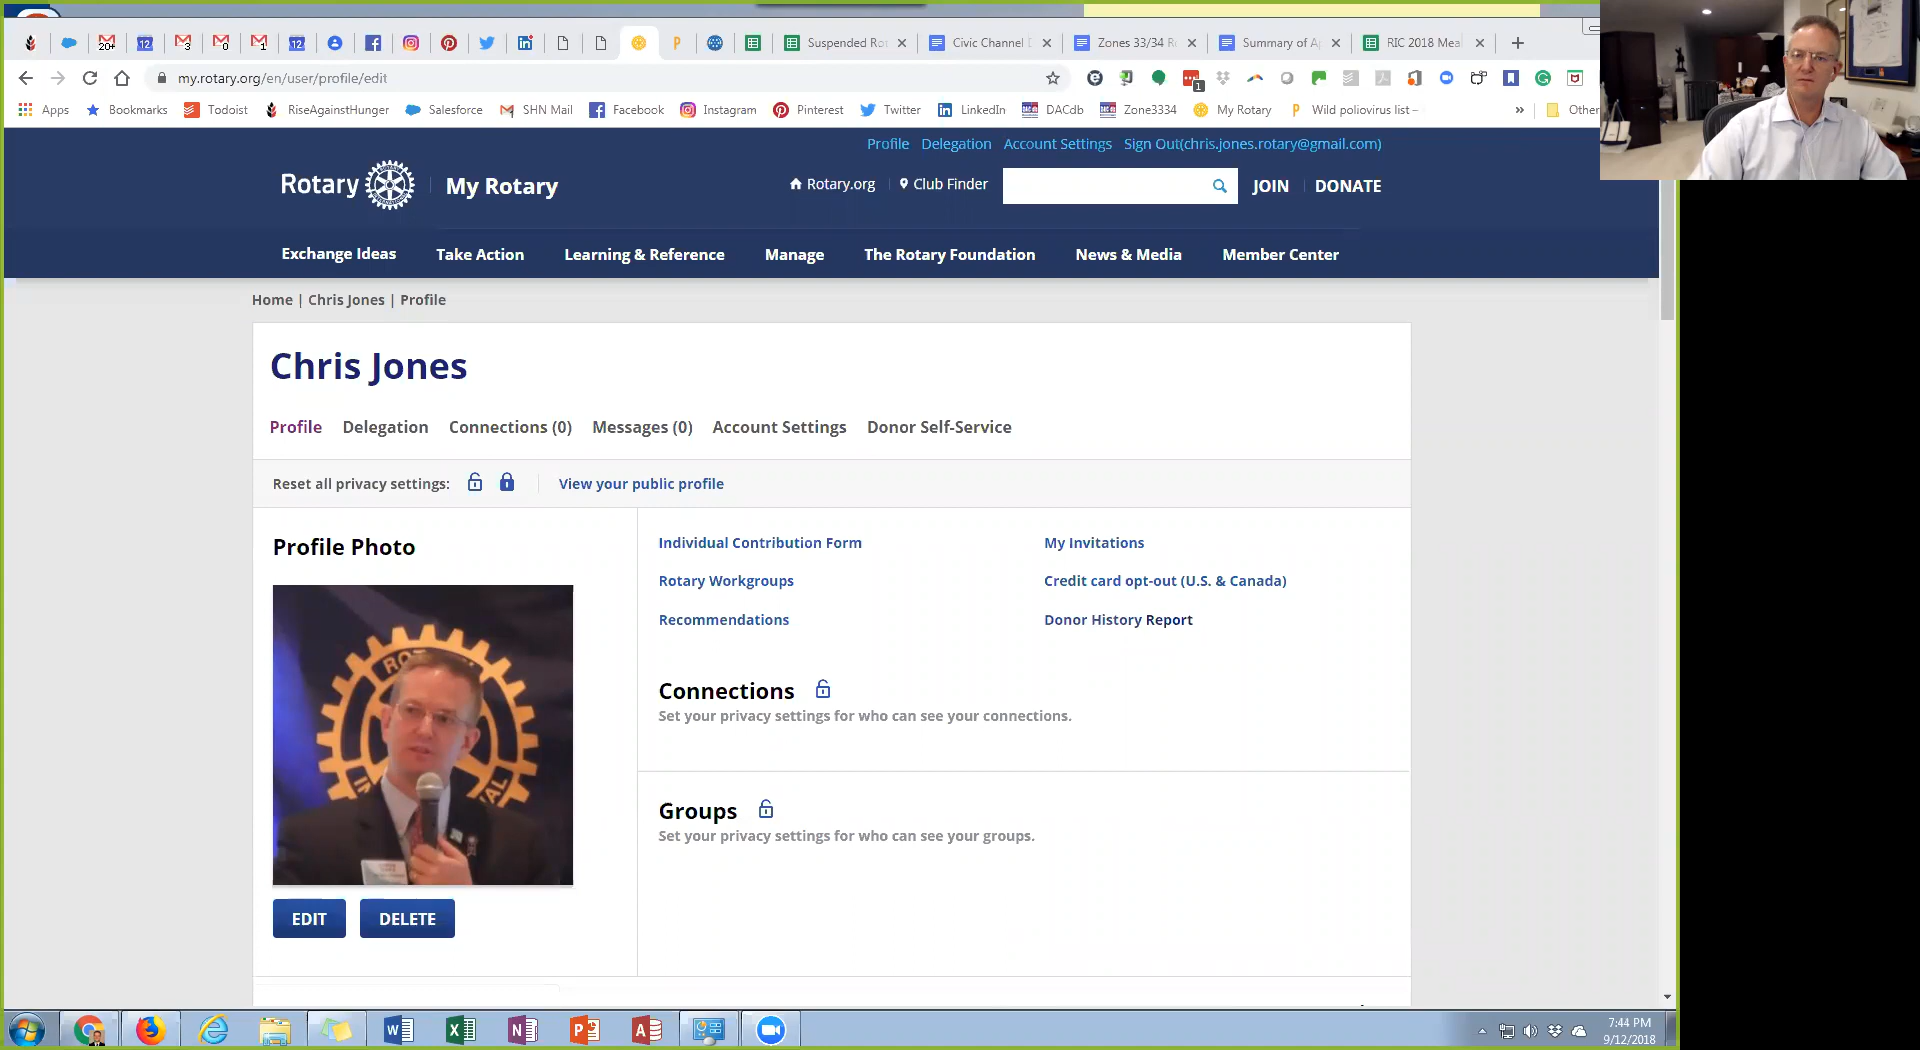 20+
12
3
0
1
12
Suspended Ro
Civic Channel D
Zones 33/34 R
Summary of A
RIC 2018 Mea
my.rotary.org/en/user/profile/edit
1
Apps Bookmarks Todoist RiseAgainstHunger Salesforce SHN Mail Facebook Instagram Pinterest Twitter LinkedIn DACdb Zone3334 My Rotary Wild poliovirus list – » Other
Profile Delegation Account Settings Sign Out(chris.jones.rotary@gmail.com)
Rotary | My Rotary
Rotary.org | Club Finder
JOIN | DONATE
Exchange Ideas Take Action Learning & Reference Manage The Rotary Foundation News & Media Member Center
Home | Chris Jones | Profile
Chris Jones
Profile Delegation Connections (0) Messages (0) Account Settings Donor Self-Service
Reset all privacy settings: View your public profile
Profile Photo
EDIT DELETE
Individual Contribution Form
My Invitations
Rotary Workgroups
Credit card opt-out (U.S. & Canada)
Recommendations
Donor History Report
Connections
Set your privacy settings for who can see your connections.
Groups
Set your privacy settings for who can see your groups.
7:44 PM
9/12/2018